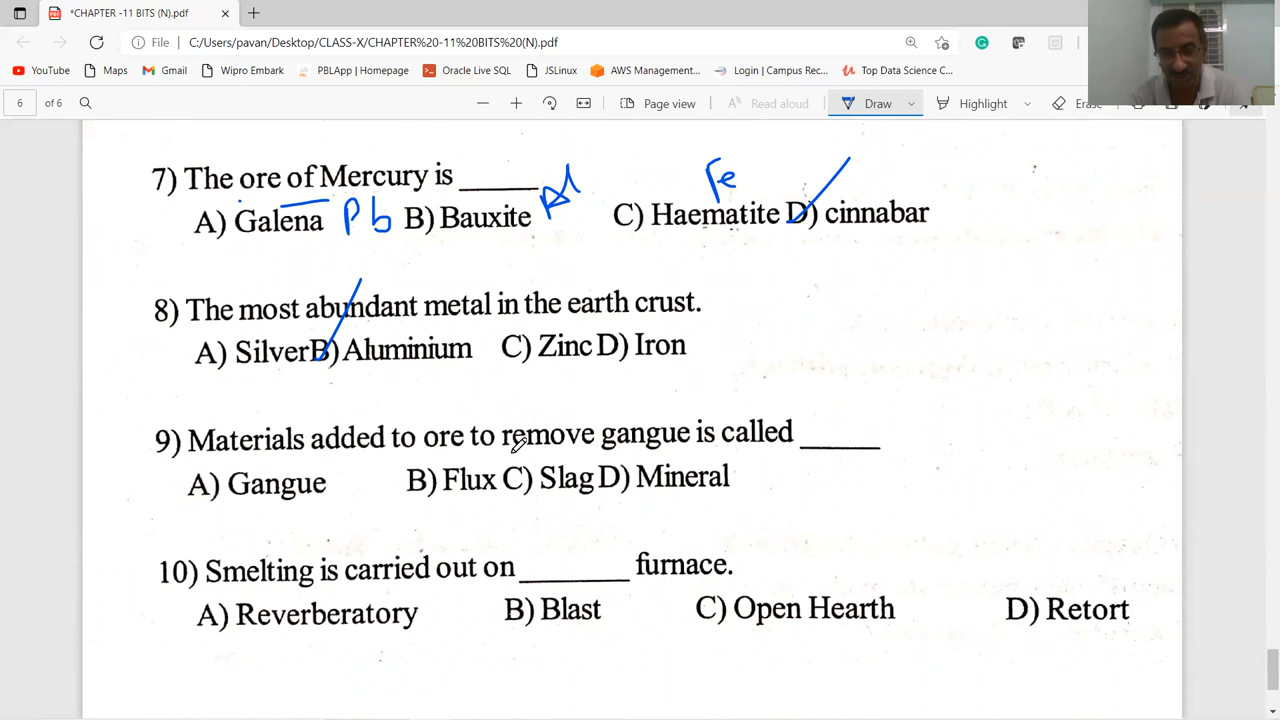 *CHAPTER -11 BITS (N).pdf
File C:/Users/pavan/Desktop/CLASS-X/CHAPTER%20-11%20BITS%20(N).pdf
YouTube Maps Gmail Wipro Embark PBLApp | Homepage Oracle Live SQL JSLinux AWS Management... Login | Campus Rec... Top Data Science C...
6 of 6 Page view Read aloud Draw Highlight Erase
Fe
7) The ore of Mercury is ______ Al
A) Galena Pb B) Bauxite C) Haematite D) cinnabar
8) The most abundant metal in the earth crust.
A) Silver B) Aluminium C) Zinc D) Iron
9) Materials added to ore to remove gangue is called ______
A) Gangue B) Flux C) Slag D) Mineral
10) Smelting is carried out on ________ furnace.
A) Reverberatory B) Blast C) Open Hearth D) Retort